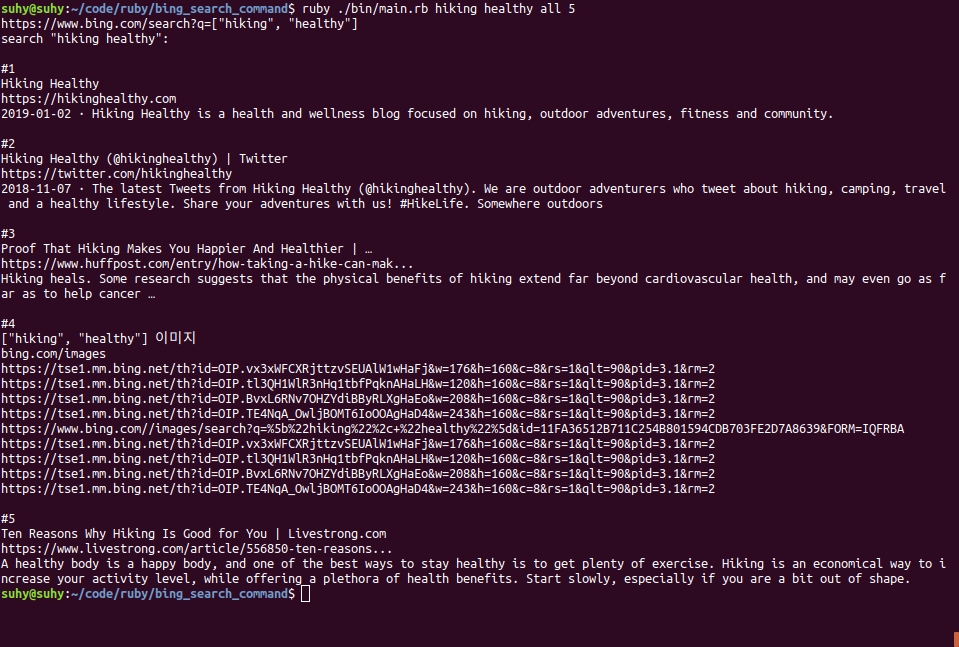 suhy@suhy:~/code/ruby/bing_search_command$ ruby ./bin/main.rb hiking healthy all 5
https://www.bing.com/search?q=["hiking", "healthy"]
search "hiking healthy":
#1
Hiking Healthy
https://hikinghealthy.com
2019-01-02 · Hiking Healthy is a health and wellness blog focused on hiking, outdoor adventures, fitness and community.
#2
Hiking Healthy (@hikinghealthy) | Twitter
https://twitter.com/hikinghealthy
2018-11-07 · The latest Tweets from Hiking Healthy (@hikinghealthy). We are outdoor adventurers who tweet about hiking, camping, travel
 and a healthy lifestyle. Share your adventures with us! #HikeLife. Somewhere outdoors
#3
Proof That Hiking Makes You Happier And Healthier | …
https://www.huffpost.com/entry/how-taking-a-hike-can-mak...
Hiking heals. Some research suggests that the physical benefits of hiking extend far beyond cardiovascular health, and may even go as f
ar as to help cancer …
#4
["hiking", "healthy"] 이미지
bing.com/images
https://tse1.mm.bing.net/th?id=OIP.vx3xWFCXRjttzvSEUAlW1wHaFj&w=176&h=160&c=8&rs=1&qlt=90&pid=3.1&rm=2
https://tse1.mm.bing.net/th?id=OIP.tl3QH1WlR3nHq1tbfPqknAHaLH&w=120&h=160&c=8&rs=1&qlt=90&pid=3.1&rm=2
https://tse1.mm.bing.net/th?id=OIP.BvxL6RNv7OHZYdiBByRLXgHaEo&w=208&h=160&c=8&rs=1&qlt=90&pid=3.1&rm=2
https://tse1.mm.bing.net/th?id=OIP.TE4NqA_OwljBOMT6IoOOAgHaD4&w=243&h=160&c=8&rs=1&qlt=90&pid=3.1&rm=2
https://www.bing.com//images/search?q=%5b%22hiking%22%2c+%22healthy%22%5d&id=11FA36512B711C254B801594CDB703FE2D7A8639&FORM=IQFRBA
https://tse1.mm.bing.net/th?id=OIP.vx3xWFCXRjttzvSEUAlW1wHaFj&w=176&h=160&c=8&rs=1&qlt=90&pid=3.1&rm=2
https://tse1.mm.bing.net/th?id=OIP.tl3QH1WlR3nHq1tbfPqknAHaLH&w=120&h=160&c=8&rs=1&qlt=90&pid=3.1&rm=2
https://tse1.mm.bing.net/th?id=OIP.BvxL6RNv7OHZYdiBByRLXgHaEo&w=208&h=160&c=8&rs=1&qlt=90&pid=3.1&rm=2
https://tse1.mm.bing.net/th?id=OIP.TE4NqA_OwljBOMT6IoOOAgHaD4&w=243&h=160&c=8&rs=1&qlt=90&pid=3.1&rm=2
#5
Ten Reasons Why Hiking Is Good for You | Livestrong.com
https://www.livestrong.com/article/556850-ten-reasons...
A healthy body is a happy body, and one of the best ways to stay healthy is to get plenty of exercise. Hiking is an economical way to i
ncrease your activity level, while offering a plethora of health benefits. Start slowly, especially if you are a bit out of shape.
suhy@suhy:~/code/ruby/bing_search_command$